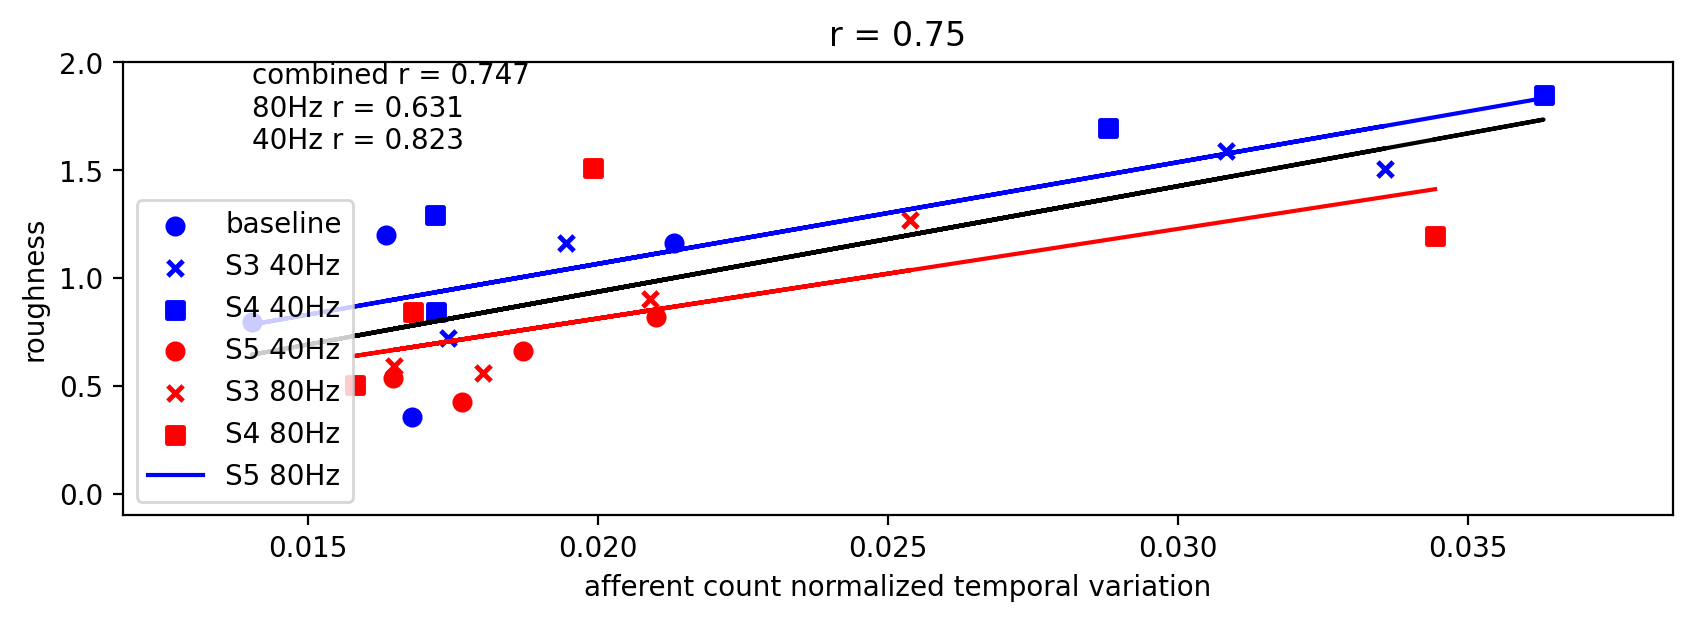 r = 0.75
combined r = 0.747
80Hz r = 0.631
40Hz r = 0.823
2.0
1.5
1.0
0.5
0.0
roughness
baseline
S3 40Hz
S4 40Hz
S5 40Hz
S3 80Hz
S4 80Hz
S5 80Hz
0.015 0.020 0.025 0.030 0.035
afferent count normalized temporal variation